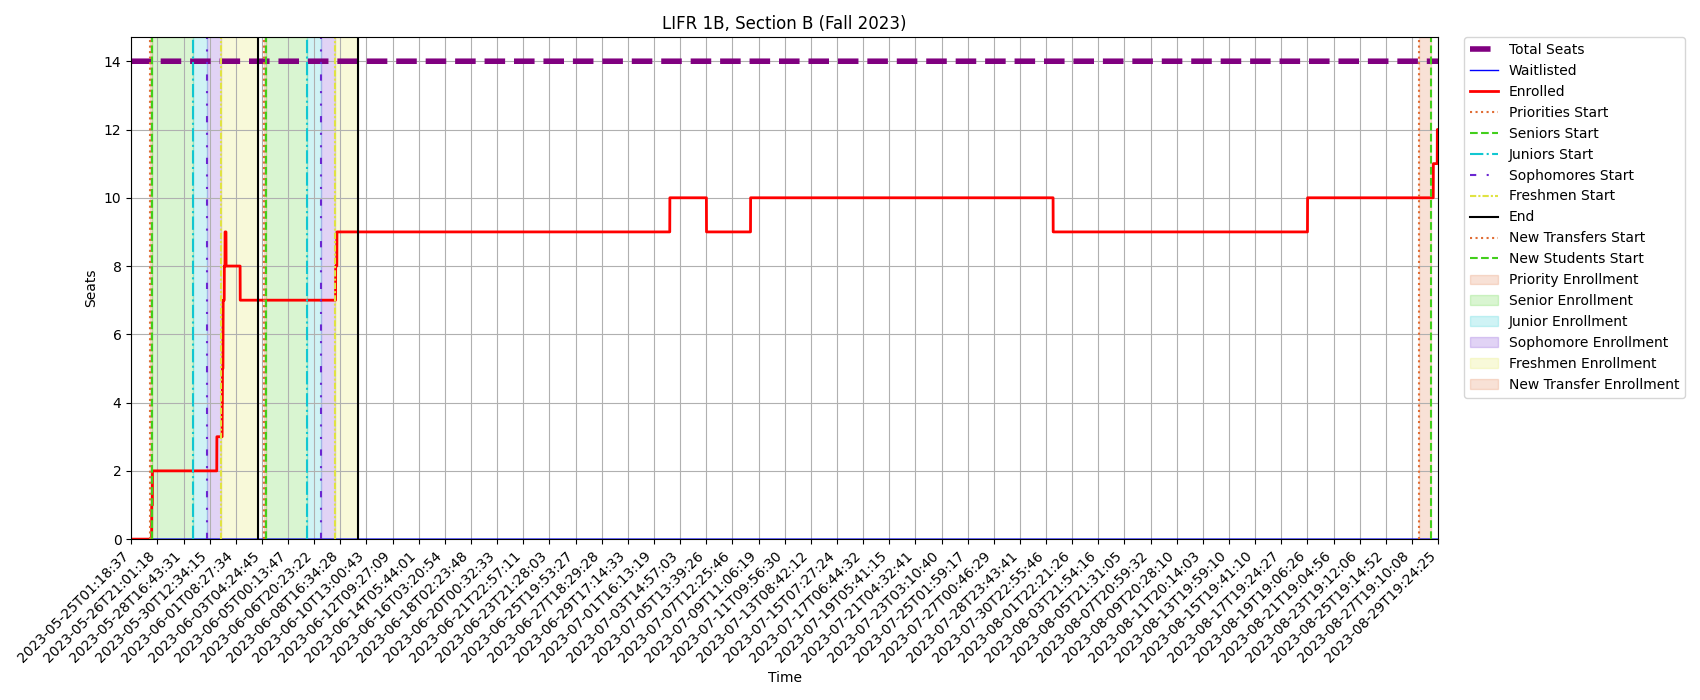 LIFR 1B, Section B (Fall 2023)
Seats
14
12
10
8
6
4
2
0
2023-05-25T01:18:37
2023-05-26T21:01:18
2023-05-28T16:43:31
2023-05-30T12:34:15
2023-06-01T08:27:34
2023-06-03T04:24:45
2023-06-05T00:13:47
2023-06-06T20:23:22
2023-06-08T16:34:28
2023-06-10T13:00:43
2023-06-12T09:27:09
2023-06-14T05:44:01
2023-06-16T03:20:54
2023-06-18T02:23:48
2023-06-20T00:32:33
2023-06-21T22:57:11
2023-06-23T21:28:03
2023-06-25T19:53:27
2023-06-27T18:29:28
2023-06-29T17:14:33
2023-07-01T16:13:19
2023-07-03T14:57:03
2023-07-05T13:39:26
2023-07-07T12:25:46
2023-07-09T11:06:19
2023-07-11T09:56:30
2023-07-13T08:42:12
2023-07-15T07:27:24
2023-07-17T06:44:32
2023-07-19T05:41:15
2023-07-21T04:32:41
2023-07-23T03:10:40
2023-07-25T01:59:17
2023-07-27T00:46:29
2023-07-28T23:43:41
2023-07-30T22:55:46
2023-08-01T22:21:26
2023-08-03T21:54:16
2023-08-05T21:31:05
2023-08-07T20:59:32
2023-08-09T20:28:10
2023-08-11T20:14:03
2023-08-13T19:59:10
2023-08-15T19:41:10
2023-08-17T19:24:27
2023-08-19T19:06:26
2023-08-21T19:04:56
2023-08-23T19:12:06
2023-08-25T19:14:52
2023-08-27T19:10:08
2023-08-29T19:24:25
Time
Total Seats
Waitlisted
Enrolled
Priorities Start
Seniors Start
Juniors Start
Sophomores Start
Freshmen Start
End
New Transfers Start
New Students Start
Priority Enrollment
Senior Enrollment
Junior Enrollment
Sophomore Enrollment
Freshmen Enrollment
New Transfer Enrollment